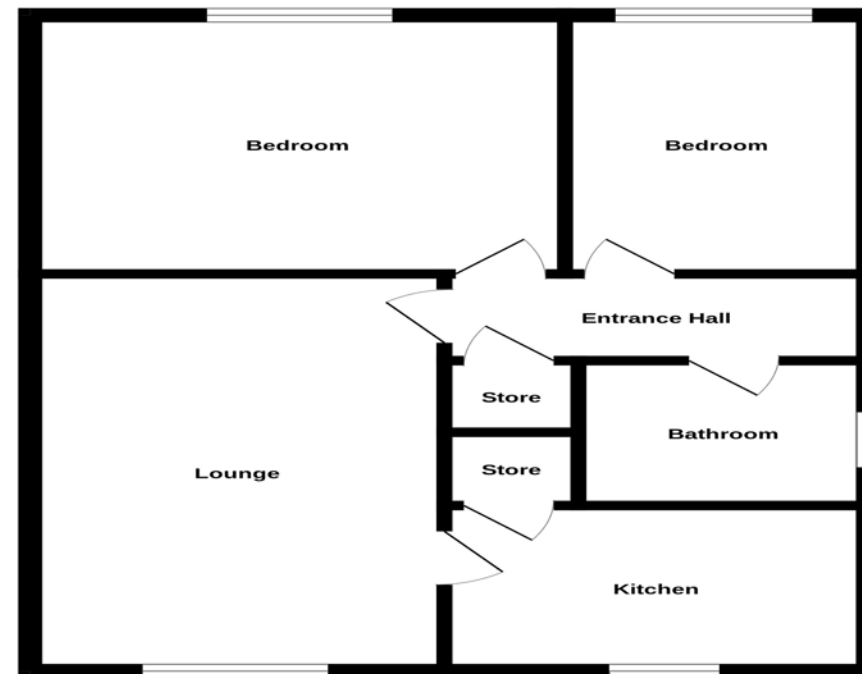 Bedroom
Bedroom
Entrance Hall
Store
Bathroom
Store
Lounge
Kitchen